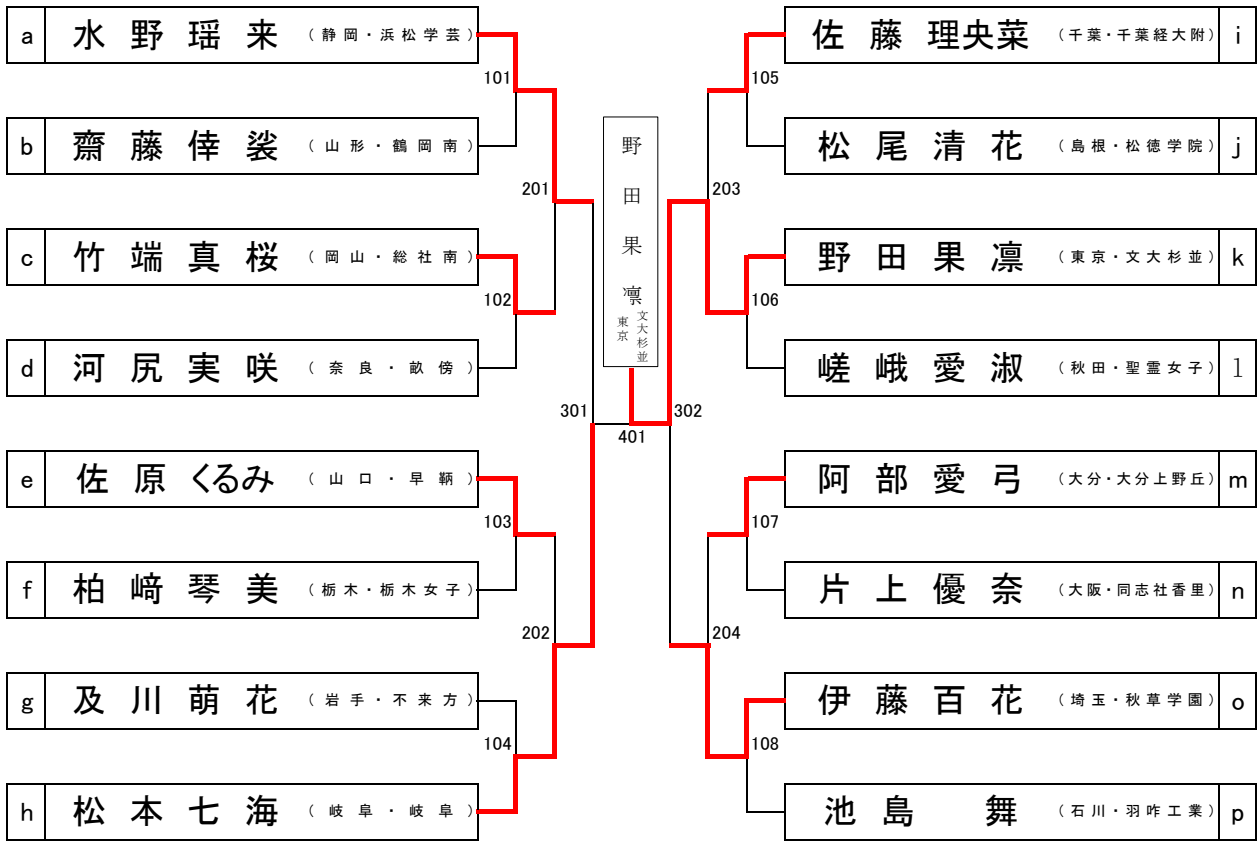 a 水野瑶来 (静岡・浜松学芸)
101
b 齋藤倖裟 (山形・鶴岡南)
201
c 竹端真桜 (岡山・総社南)
102
d 河尻実咲 (奈良・畝傍)
301
e 佐原くるみ (山口・早鞆)
103
f 柏﨑琴美 (栃木・栃木女子)
202
g 及川萌花 (岩手・不来方)
104
h 松本七海 (岐阜・岐阜)
野田果凛
文大杉並
東京
401
佐藤理央菜 (千葉・千葉経大附) i
105
松尾清花 (島根・松徳学院) j
203
野田果凛 (東京・文大杉並) k
106
嵯峨愛淑 (秋田・聖霊女子) l
302
阿部愛弓 (大分・大分上野丘) m
107
片上優奈 (大阪・同志社香里) n
204
伊藤百花 (埼玉・秋草学園) o
108
池島舞 (石川・羽咋工業) p